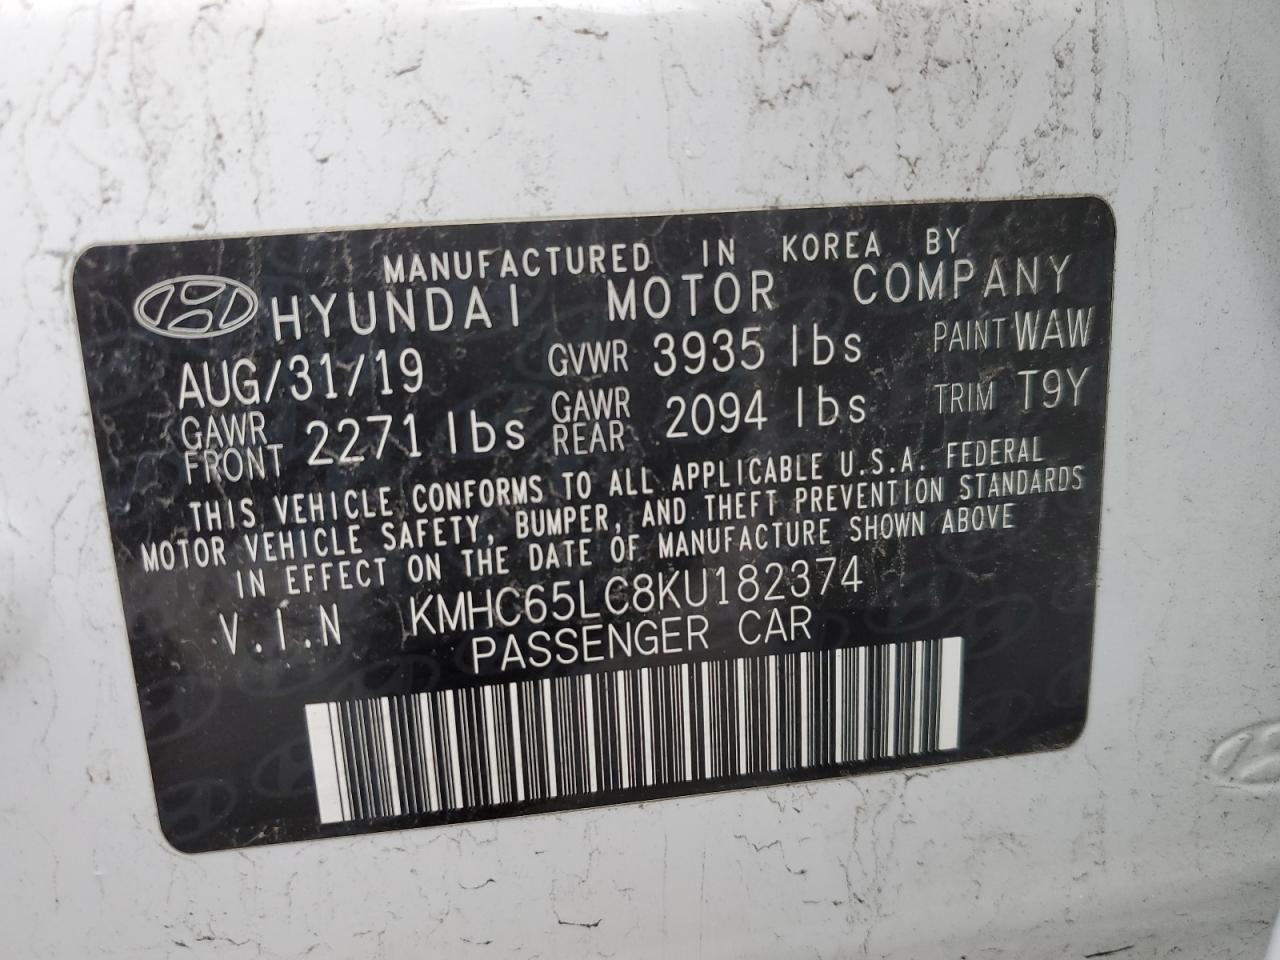 MANUFACTURED IN KOREA BY
HYUNDAI MOTOR COMPANY
AUG/31/19 GVWR 3935 lbs PAINT WAW
GAWR FRONT 2271 lbs GAWR REAR 2094 lbs TRIM T9Y
THIS VEHICLE CONFORMS TO ALL APPLICABLE U.S.A. FEDERAL
MOTOR VEHICLE SAFETY, BUMPER, AND THEFT PREVENTION STANDARDS
IN EFFECT ON THE DATE OF MANUFACTURE SHOWN ABOVE
V.I.N KMHC65LC8KU182374
PASSENGER CAR